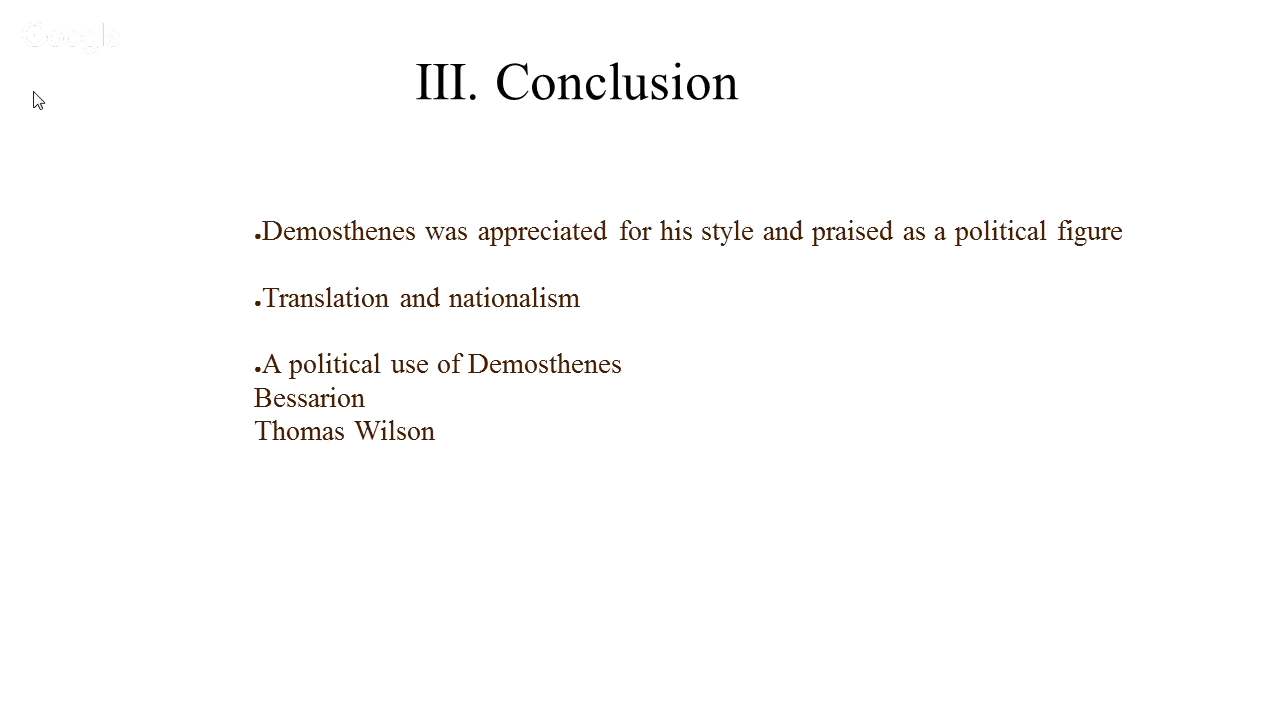 Google
III. Conclusion
.Demosthenes was appreciated for his style and praised as a political figure
.Translation and nationalism
.A political use of Demosthenes
Bessarion
Thomas Wilson